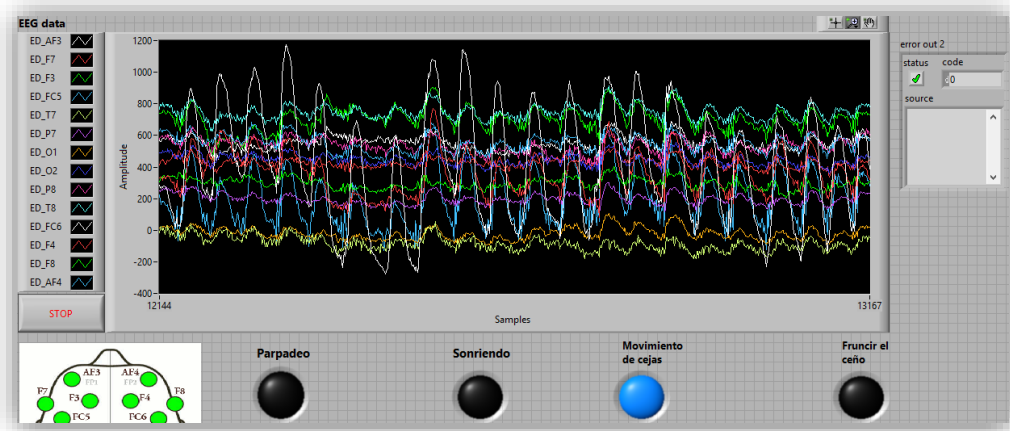 EEG data
ED_AF3
ED_F7
ED_F3
ED_FC5
ED_T7
ED_P7
ED_O1
ED_O2
ED_P8
ED_T8
ED_FC6
ED_F4
ED_F8
ED_AF4
STOP
Amplitude
1200
1000
800
600
400
200
0
-200
-400
12144
13167
Samples
error out 2
status
code
0
source
AF3
AF4
FP1
FP2
F7
F3
F4
F8
FC5
FC6
Parpadeo
Sonriendo
Movimiento
de cejas
Fruncir el
ceño